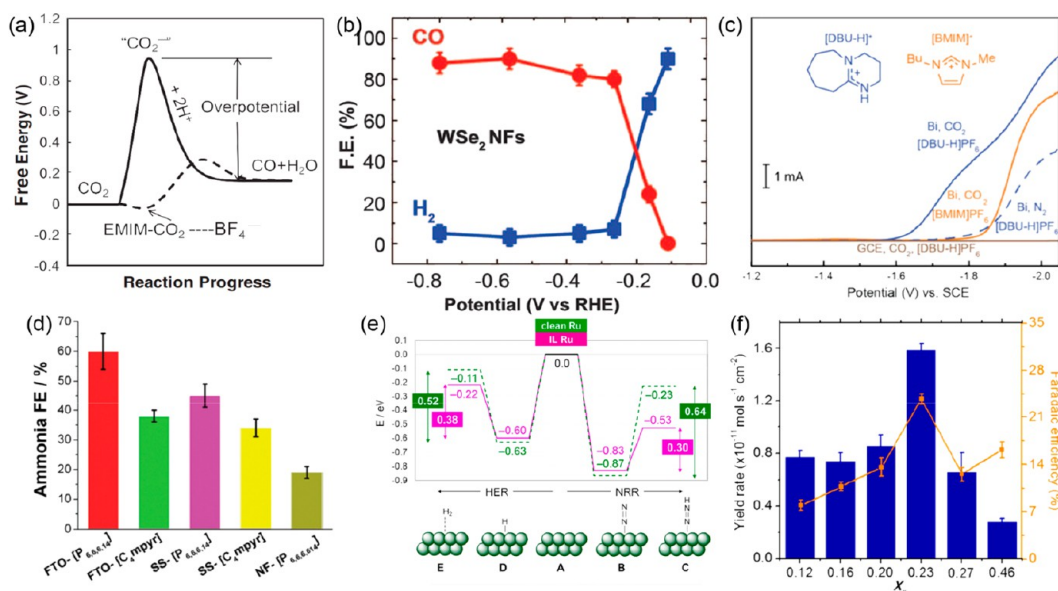 (a)
1.2
1
0.8
0.6
0.4
0.2
0
-0.2
-0.4
Free Energy (V)
"CO2⁻"
+ 2H+
Overpotential
CO+H2O
CO2
EMIM-CO2 ----BF4
Reaction Progress
(b)
100
80
60
40
20
0
F.E. (%)
CO
WSe2 NFs
H2
-0.8 -0.6 -0.4 -0.2 0.0
Potential (V vs RHE)
(c)
[DBU-H]+
[BMIM]+
N
N
H
Bu
N
N
Me
1 mA
Bi, CO2
[DBU-H]PF6
Bi, CO2
[BMIM]PF6
Bi, N2
[DBU-H]PF6
GCE, CO2, [DBU-H]PF6
-1.2 -1.4 -1.6 -1.8 -2.0
Potential (V) vs. SCE
(d)
70
60
50
40
30
20
10
0
Ammonia FE / %
FTO- [P6,6,6,14]
FTO- [C4mpyr]
SS- [P6,6,6,14]
SS- [C4mpyr]
(e)
clean Ru
IL Ru
0.1
0.0
-0.1
-0.2
-0.3
-0.4
-0.5
-0.6
-0.7
-0.8
-0.9
E / eV
0.0
−0.11
−0.22
0.52
0.38
−0.60
−0.63
−0.83
−0.87
−0.23
−0.53
0.64
0.30
HER
NRR
H2
H
N
N
H
N
N
E D A B C
(f)
1.6
1.2
0.8
0.4
0.0
Yield rate (x10⁻¹¹ mol s⁻¹ cm⁻²)
35
28
21
14
7
0
Faradaic efficiency (%)
0.12 0.16 0.20 0.23 0.27 0.46